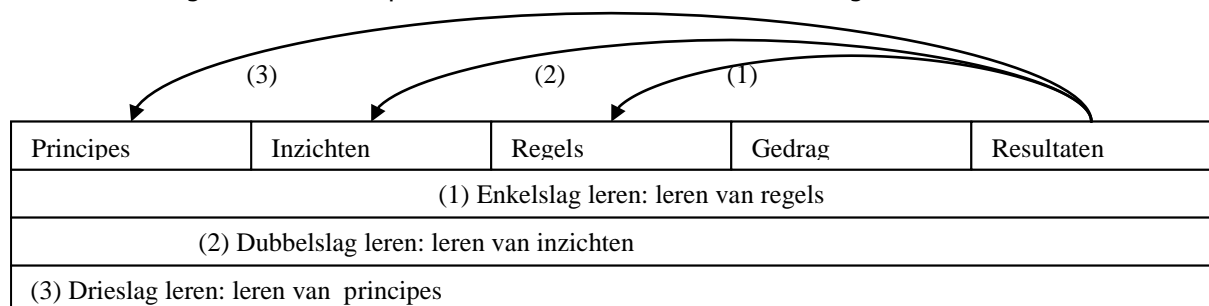 (3) (2) (1)
Principes Inzichten Regels Gedrag Resultaten
(1) Enkelslag leren: leren van regels
(2) Dubbelslag leren: leren van inzichten
(3) Drieslag leren: leren van principes